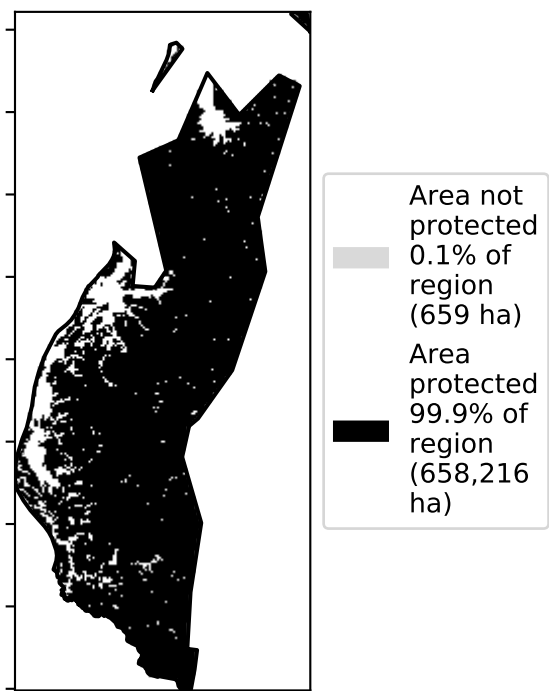 Area not
protected
0.1% of
region
(659 ha)
Area
protected
99.9% of
region
(658,216
ha)